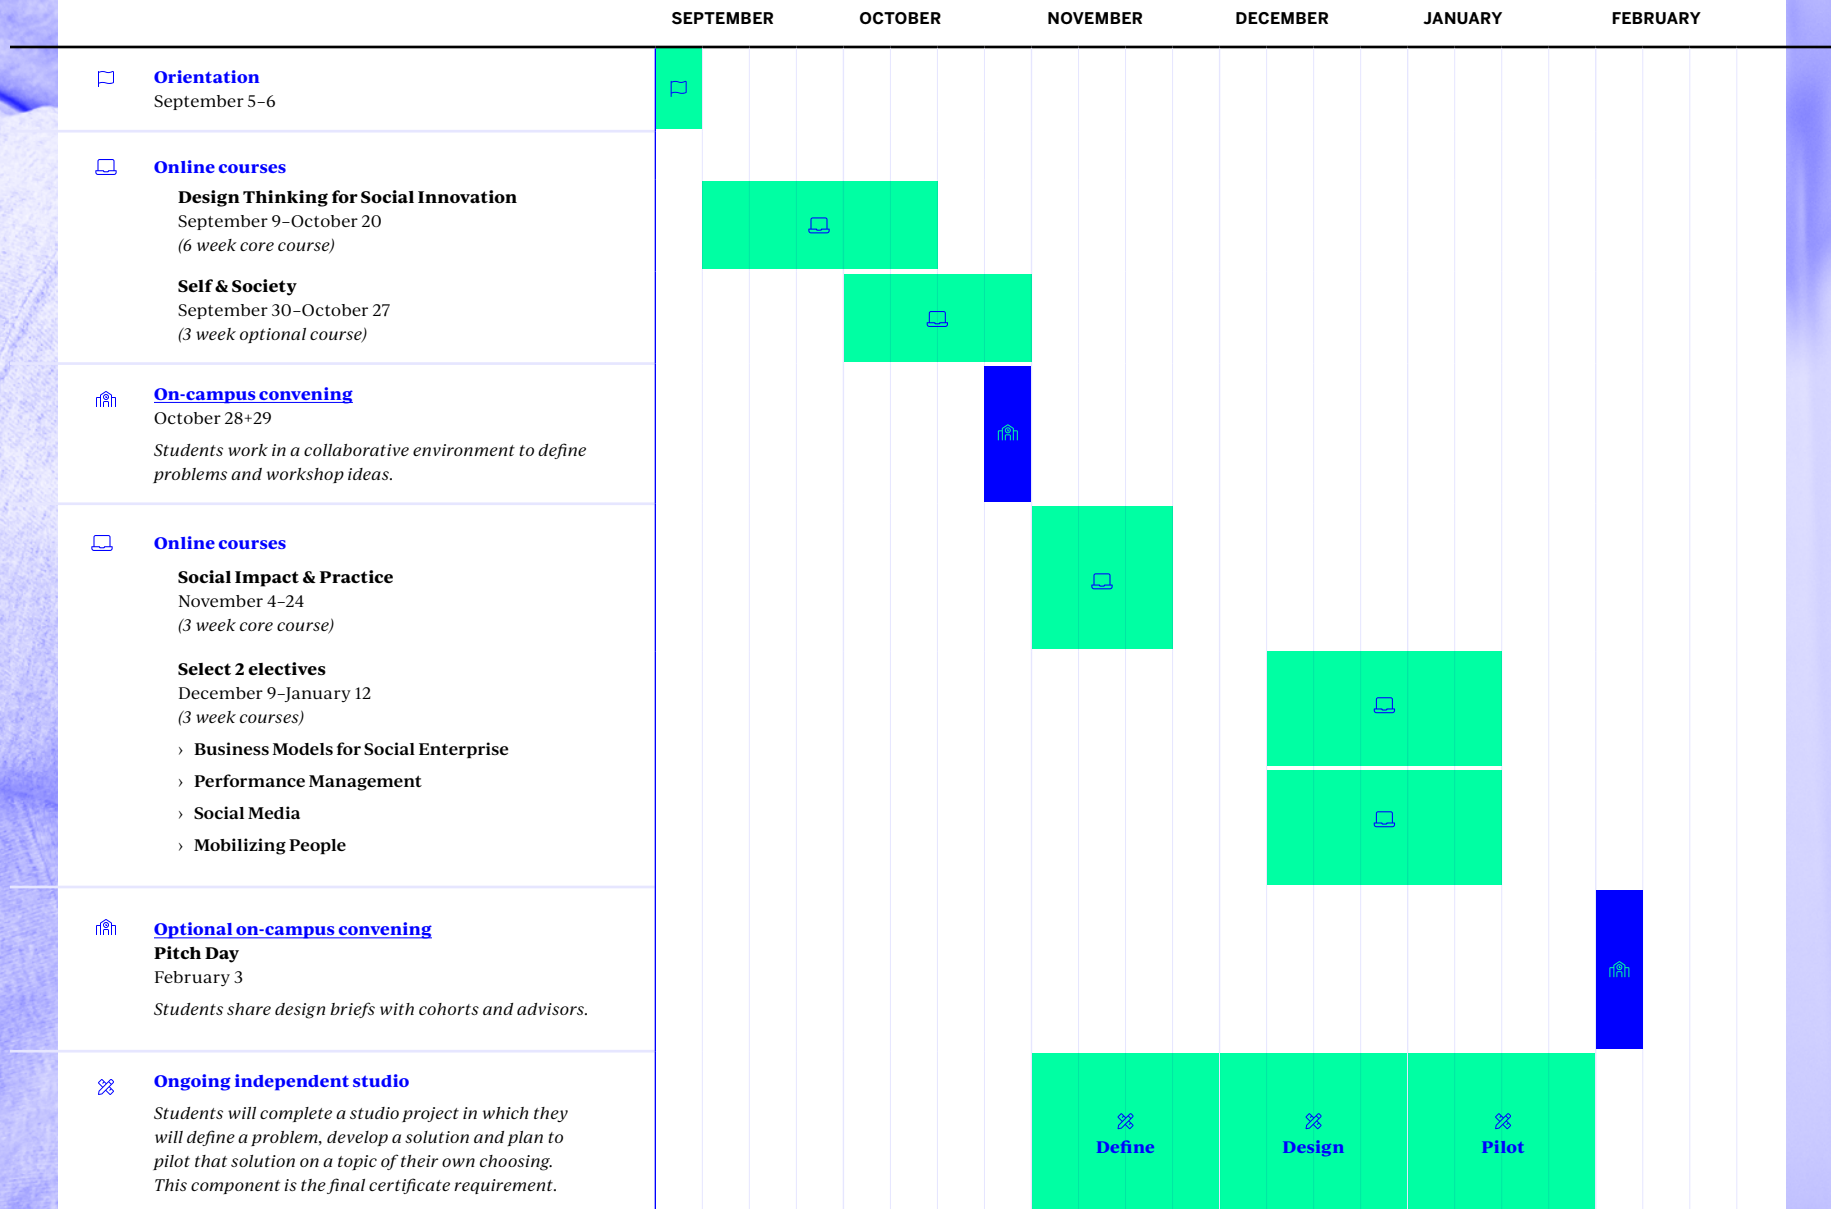 SEPTEMBER OCTOBER NOVEMBER DECEMBER JANUARY FEBRUARY
Orientation
September 5–6
Online courses
Design Thinking for Social Innovation
September 9–October 20
(6 week core course)
Self & Society
September 30–October 27
(3 week optional course)
On-campus convening
October 28+29
Students work in a collaborative environment to define
problems and workshop ideas.
Online courses
Social Impact & Practice
November 4–24
(3 week core course)
Select 2 electives
December 9–January 12
(3 week courses)
› Business Models for Social Enterprise
› Performance Management
› Social Media
› Mobilizing People
Optional on-campus convening
Pitch Day
February 3
Students share design briefs with cohorts and advisors.
Ongoing independent studio
Students will complete a studio project in which they
will define a problem, develop a solution and plan to
pilot that solution on a topic of their own choosing.
This component is the final certificate requirement.
Define Design Pilot